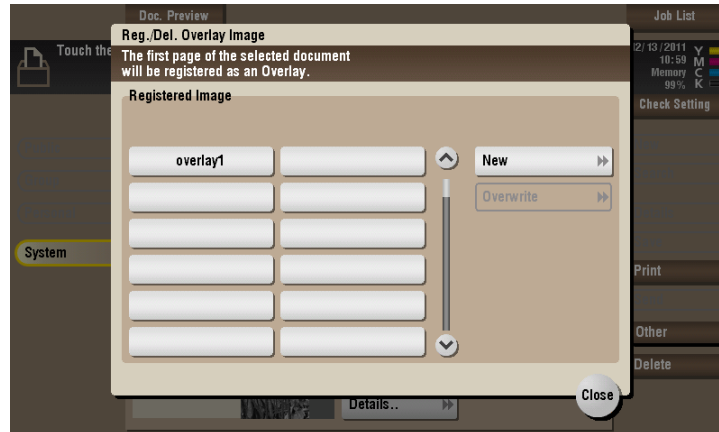 Doc. Preview
Job List
Reg./Del. Overlay Image
Touch the
The first page of the selected document
will be registered as an Overlay.
12/13/2011
10:59
Memory
99%
Y
M
C
K
Registered Image
Check Setting
overlay1
New
Overwrite
System
Print
Other
Delete
Details..
Close